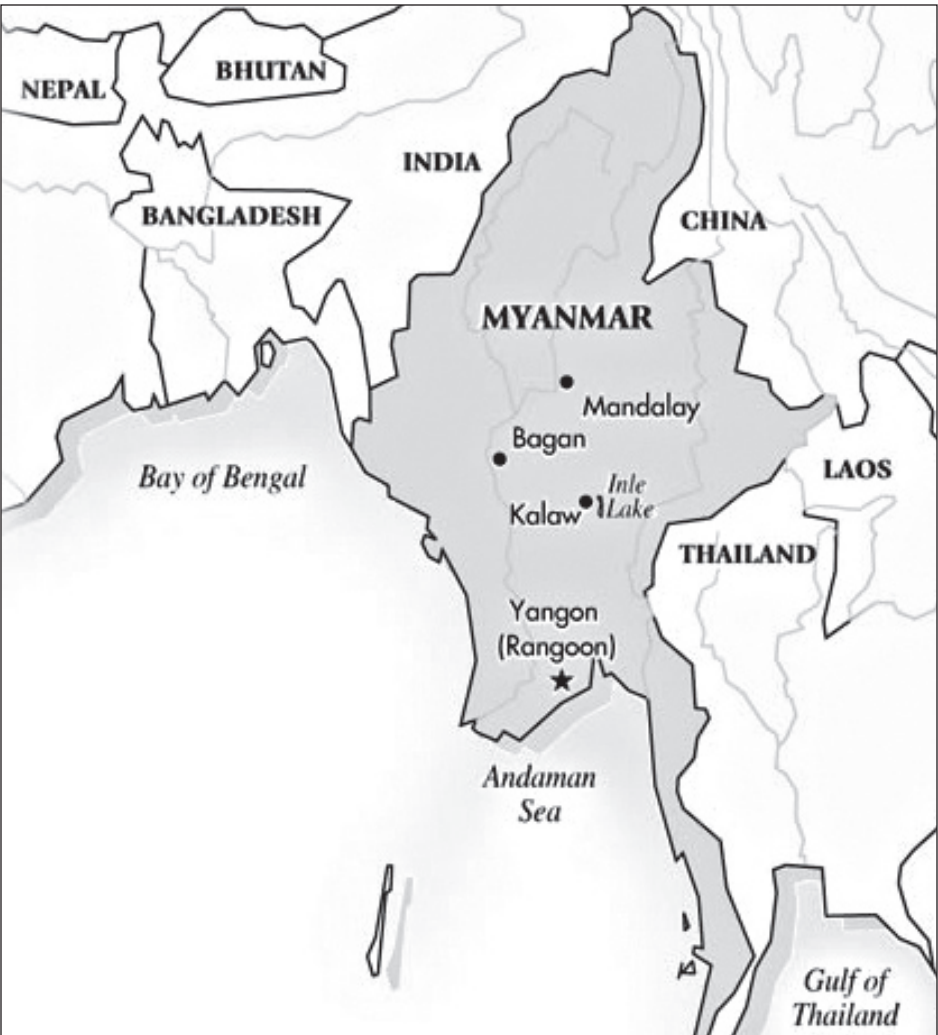 NEPAL
BHUTAN
INDIA
BANGLADESH
CHINA
MYANMAR
Mandalay
Bagan
Bay of Bengal
LAOS
Inle
Lake
Kalaw
THAILAND
Yangon
(Rangoon)
Andaman
Sea
Gulf of
Thailand